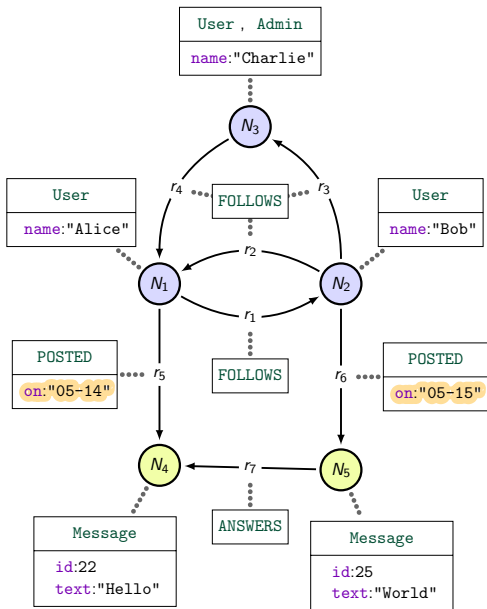 User , Admin
name:"Charlie"
N3
r4
r3
FOLLOWS
User
name:"Alice"
User
name:"Bob"
r2
N1
N2
r1
POSTED
on:"05-14"
r5
FOLLOWS
r6
POSTED
on:"05-15"
N4
r7
N5
ANSWERS
Message
id:22
text:"Hello"
Message
id:25
text:"World"